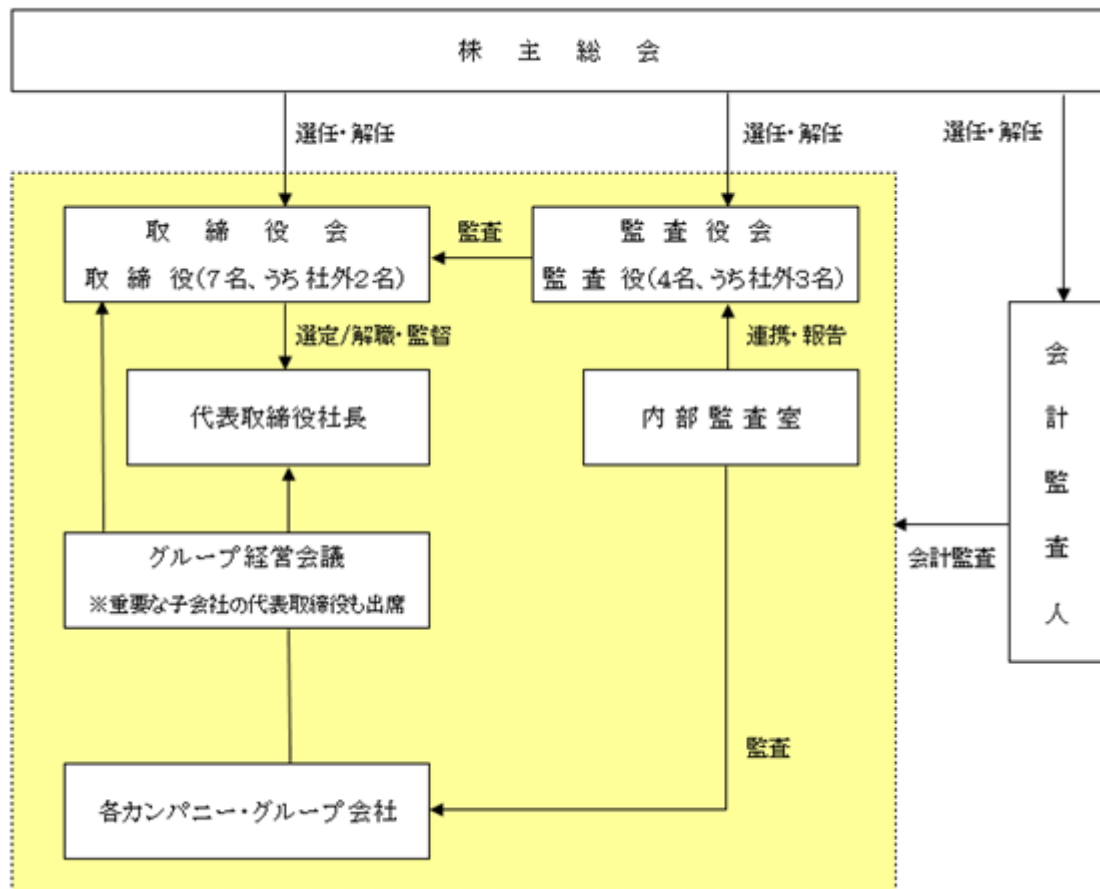 株主総会
選任・解任
選任・解任
選任・解任
取締役会
取締役(7名、うち社外2名)
監査
監査役会
監査役(4名、うち社外3名)
選定/解職・監督
連携・報告
代表取締役社長
内部監査室
会計監査人
グループ経営会議
※重要な子会社の代表取締役も出席
会計監査
監査
各カンパニー・グループ会社